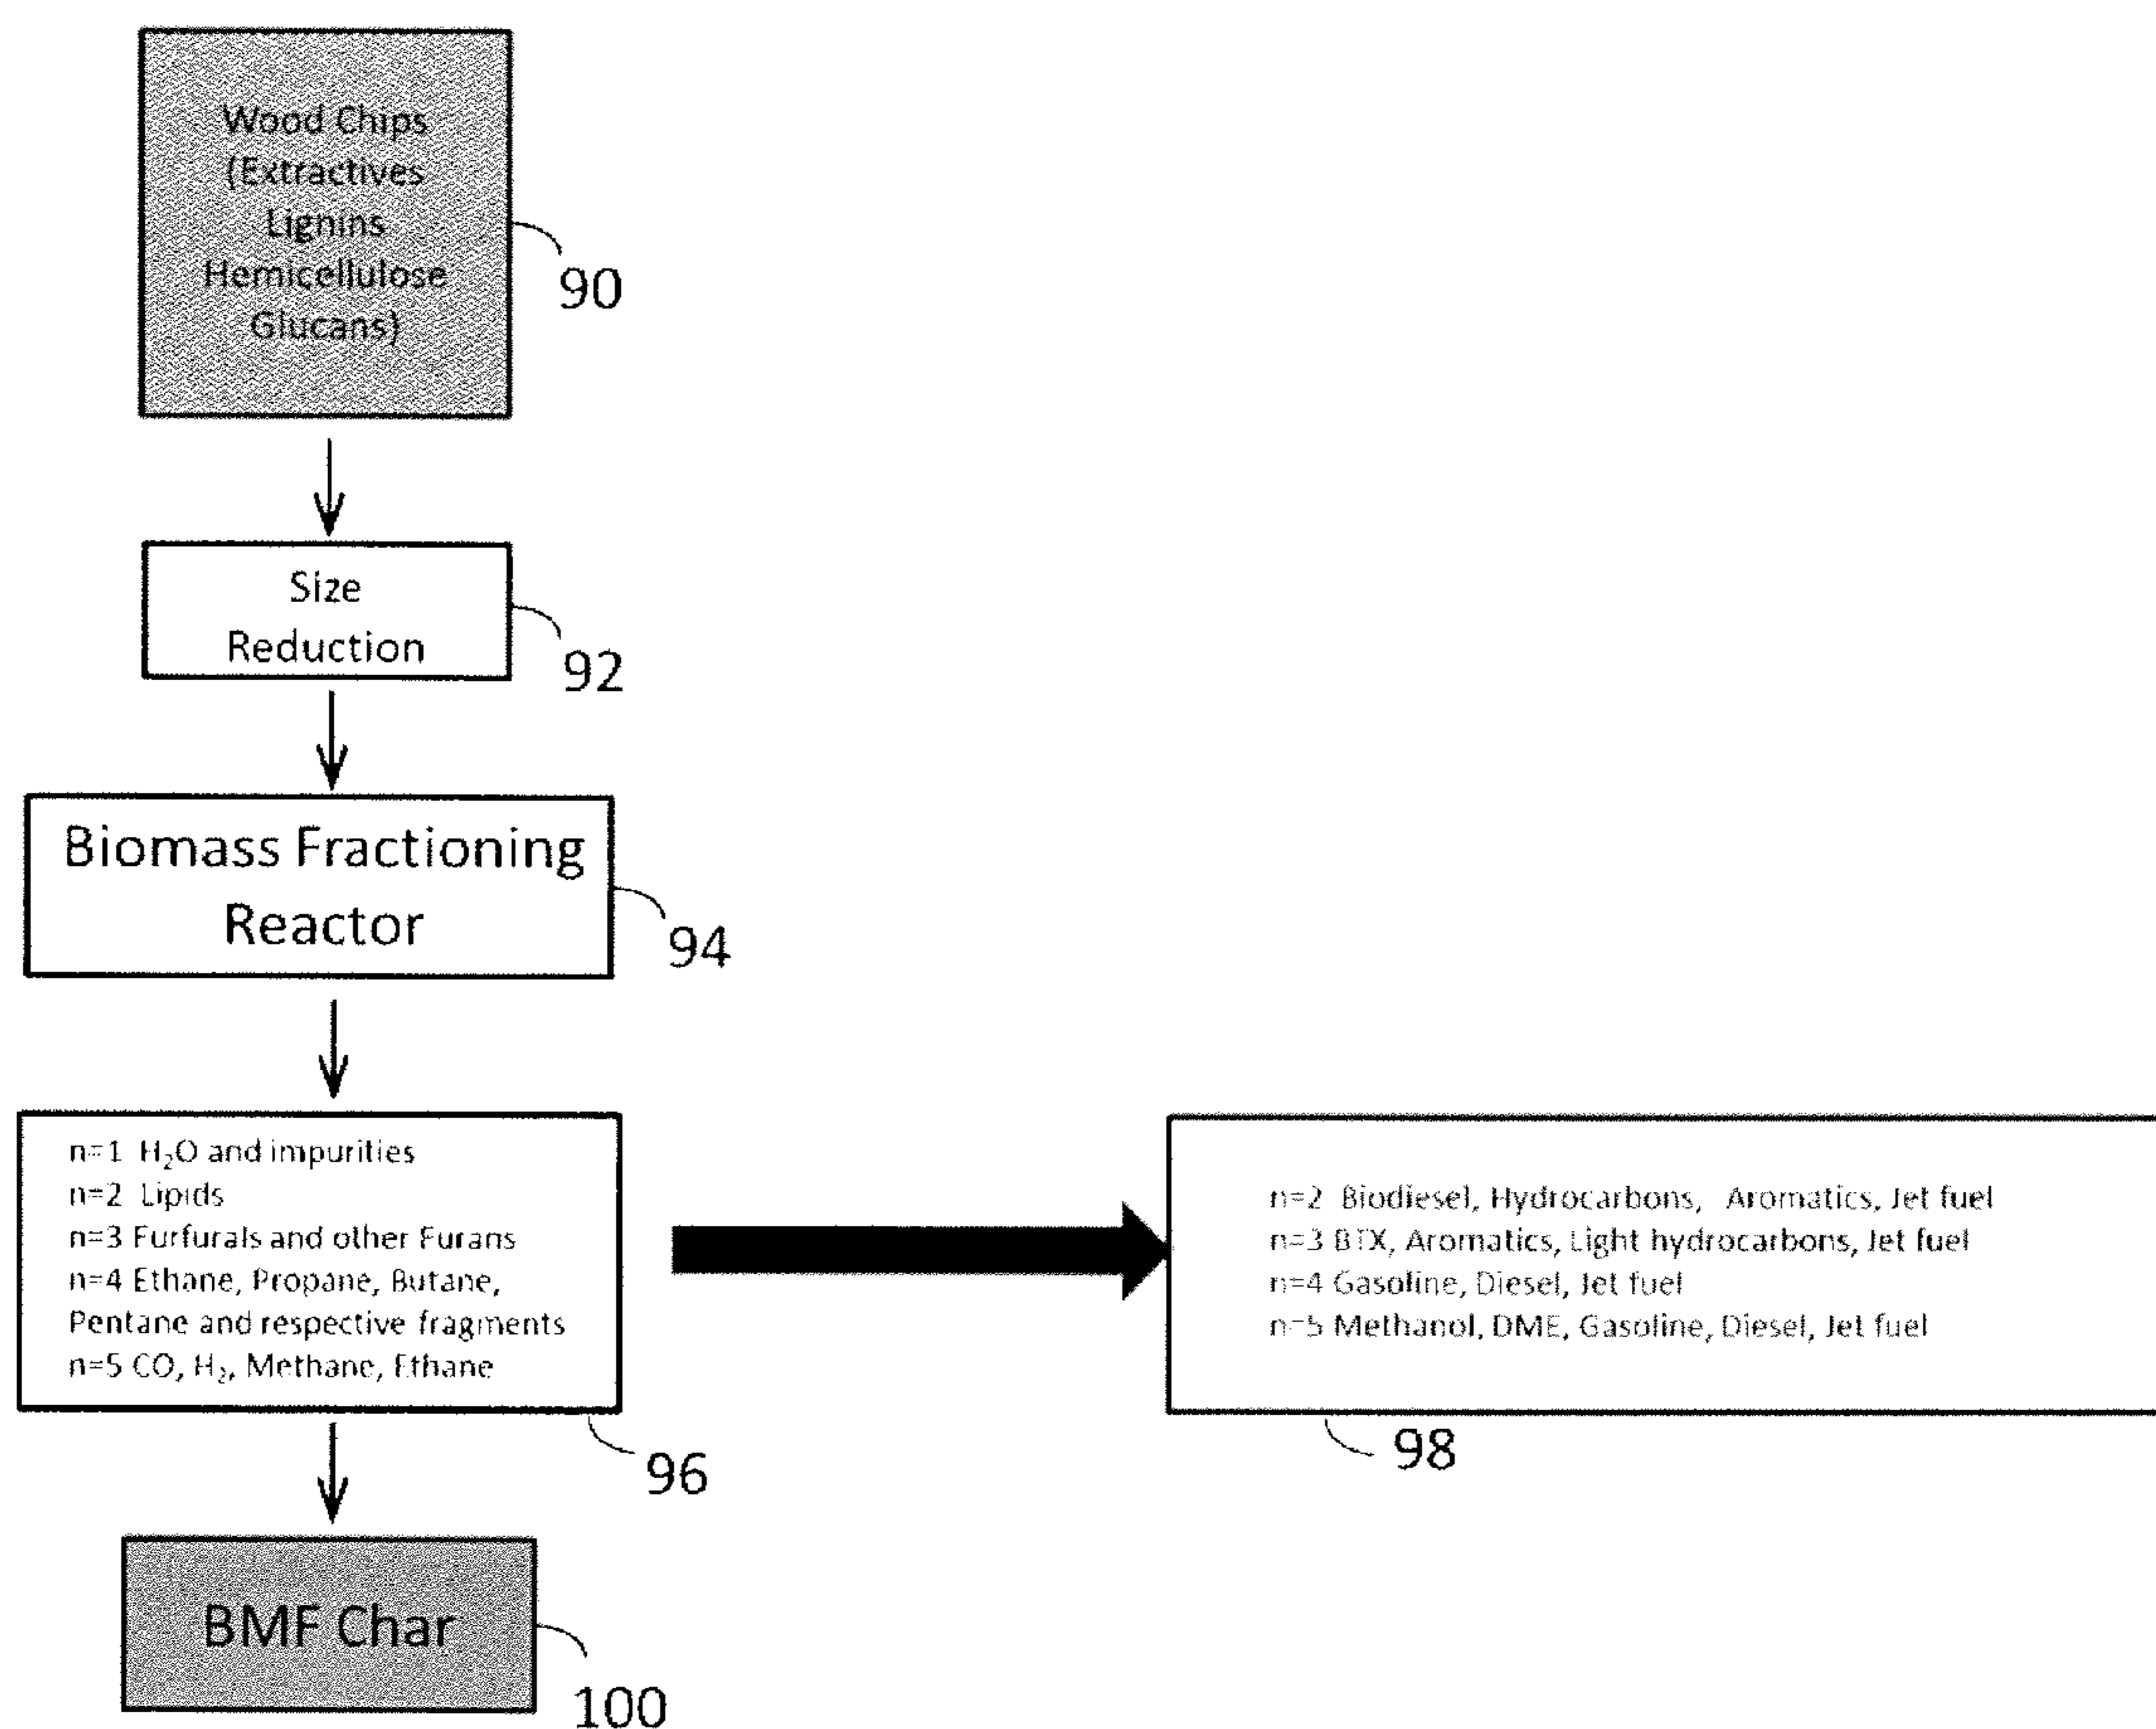 Wood Chips
(Extractives
Lignins
Hemicellulose
Glucans)
90
Size
Reduction
92
Biomass Fractioning
Reactor
94
n=1 H₂O and impurities
n=2 Lipids
n=3 Furfurals and other Furans
n=4 Ethane, Propane, Butane,
Pentane and respective fragments
n=5 CO, H₂, Methane, Ethane
96
n=2 Biodiesel, Hydrocarbons, Aromatics, Jet fuel
n=3 BTX, Aromatics, Light hydrocarbons, Jet fuel
n=4 Gasoline, Diesel, Jet fuel
n=5 Methanol, DME, Gasoline, Diesel, Jet fuel
98
BMF Char
100